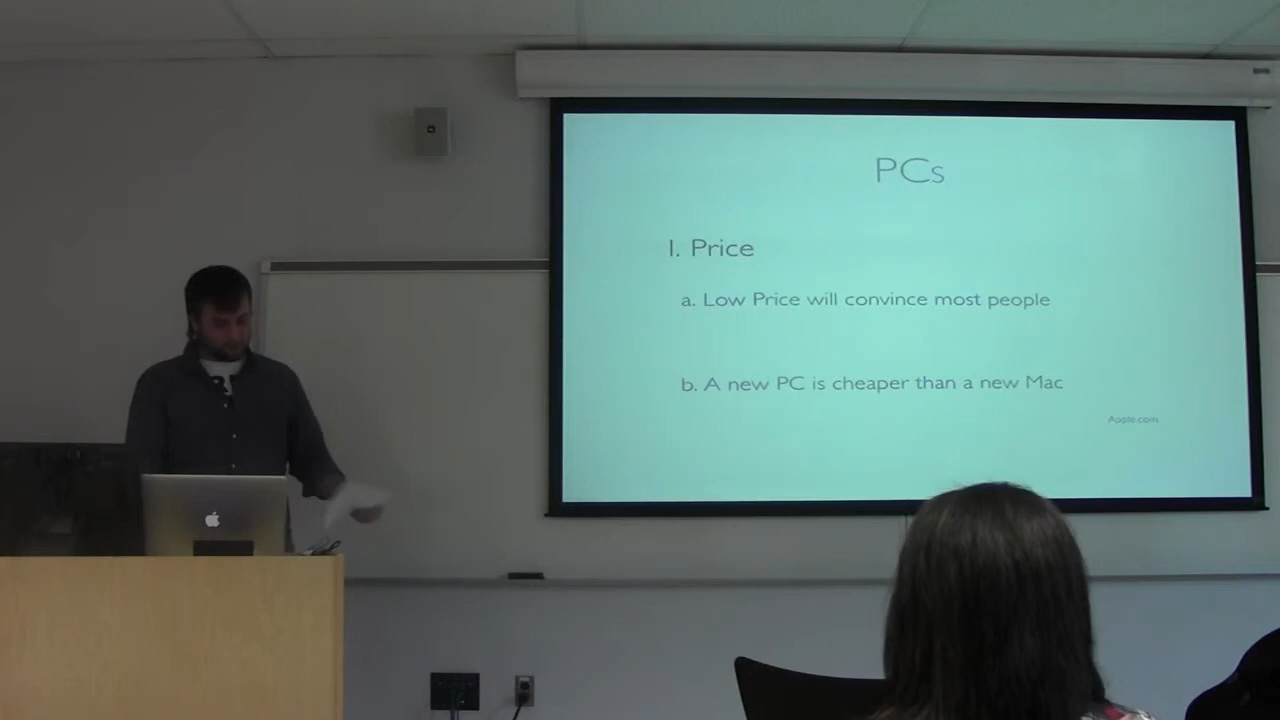 PCs
I. Price
a. Low Price will convince most people
b. A new PC is cheaper than a new Mac
Apple.com